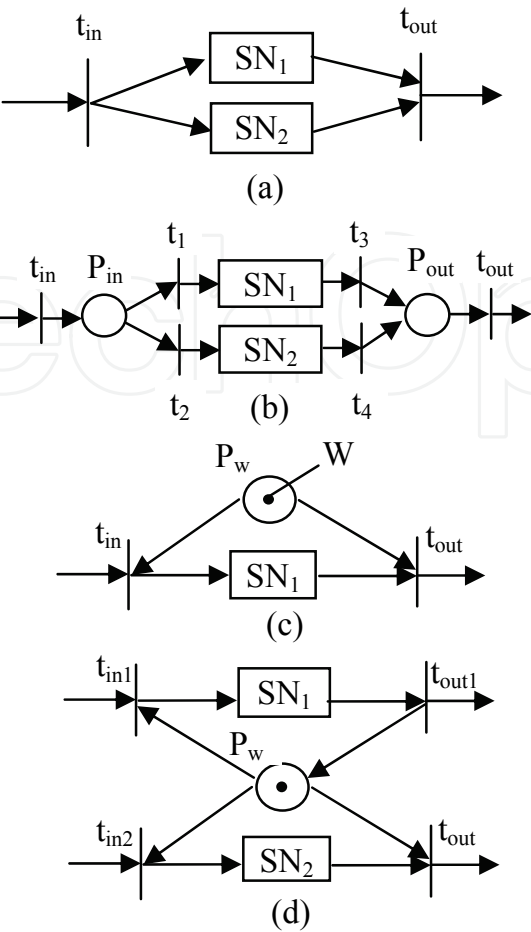 t_in t_out
SN_1
SN_2
(a)
t_in P_in t_1 t_3 P_out t_out
SN_1
SN_2
t_2 (b) t_4
P_w W
t_in t_out
SN_1
(c)
t_in1 SN_1 t_out1
P_w
t_in2 t_out
SN_2
(d)